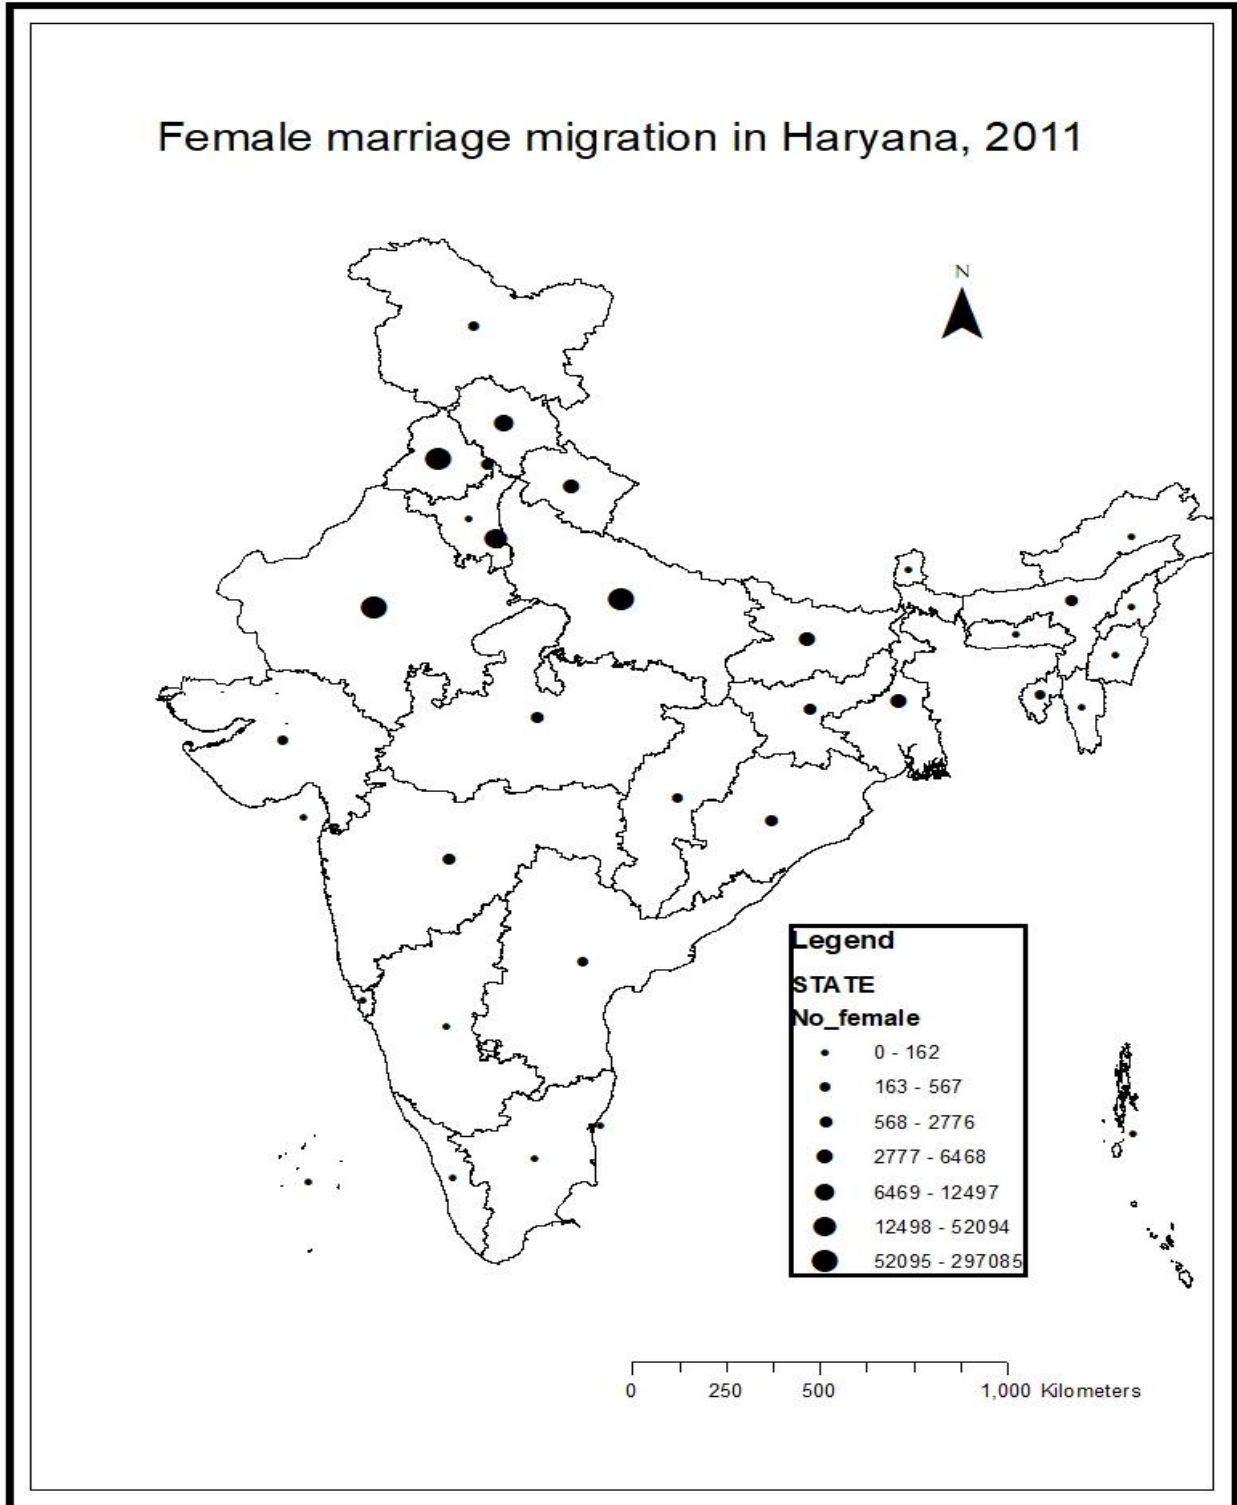 Female marriage migration in Haryana, 2011
N
Legend
STATE
No_female
0 - 162
163 - 567
568 - 2776
2777 - 6468
6469 - 12497
12498 - 52094
52095 - 297085
0 250 500 1,000 Kilometers